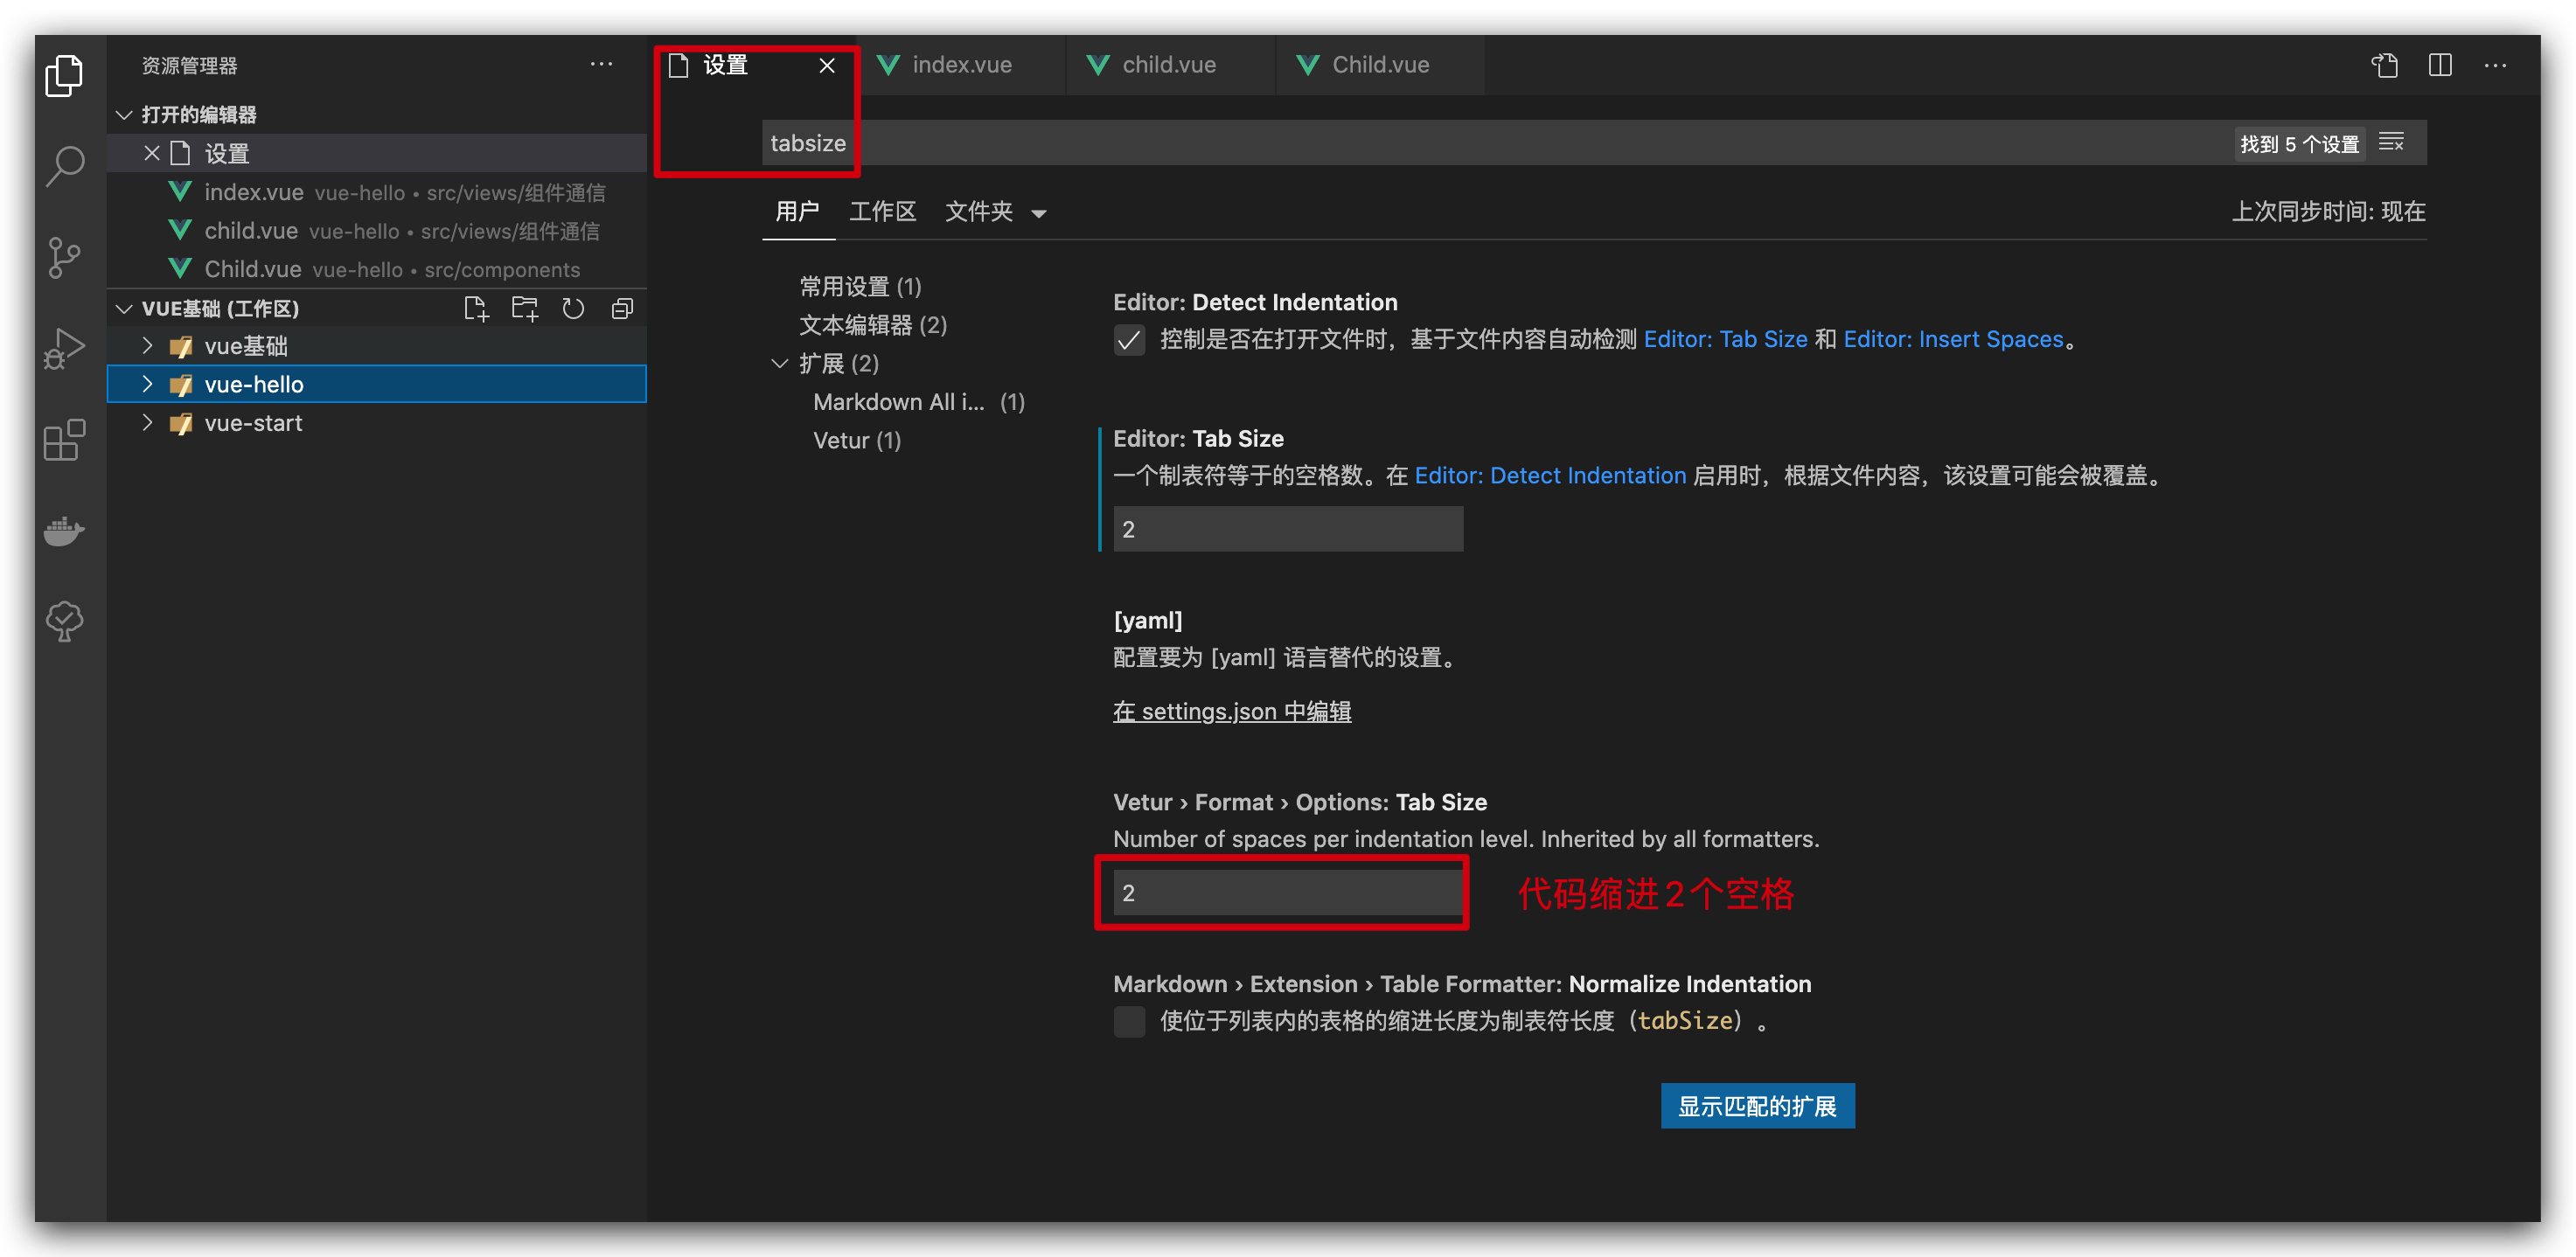 资源管理器
打开的编辑器
设置
index.vue vue-hello • src/views/组件通信
child.vue vue-hello • src/views/组件通信
Child.vue vue-hello • src/components
VUE基础 (工作区)
vue基础
vue-hello
vue-start
设置 index.vue child.vue Child.vue
tabsize 找到 5 个设置
用户 工作区 文件夹 上次同步时间: 现在
常用设置 (1)
文本编辑器 (2)
扩展 (2)
Markdown All i... (1)
Vetur (1)
Editor: Detect Indentation
控制是否在打开文件时，基于文件内容自动检测 Editor: Tab Size 和 Editor: Insert Spaces。
Editor: Tab Size
一个制表符等于的空格数。在 Editor: Detect Indentation 启用时，根据文件内容，该设置可能会被覆盖。
2
[yaml]
配置要为 [yaml] 语言替代的设置。
在 settings.json 中编辑
Vetur › Format › Options: Tab Size
Number of spaces per indentation level. Inherited by all formatters.
2 代码缩进2个空格
Markdown › Extension › Table Formatter: Normalize Indentation
使位于列表内的表格的缩进长度为制表符长度（tabSize）。
显示匹配的扩展